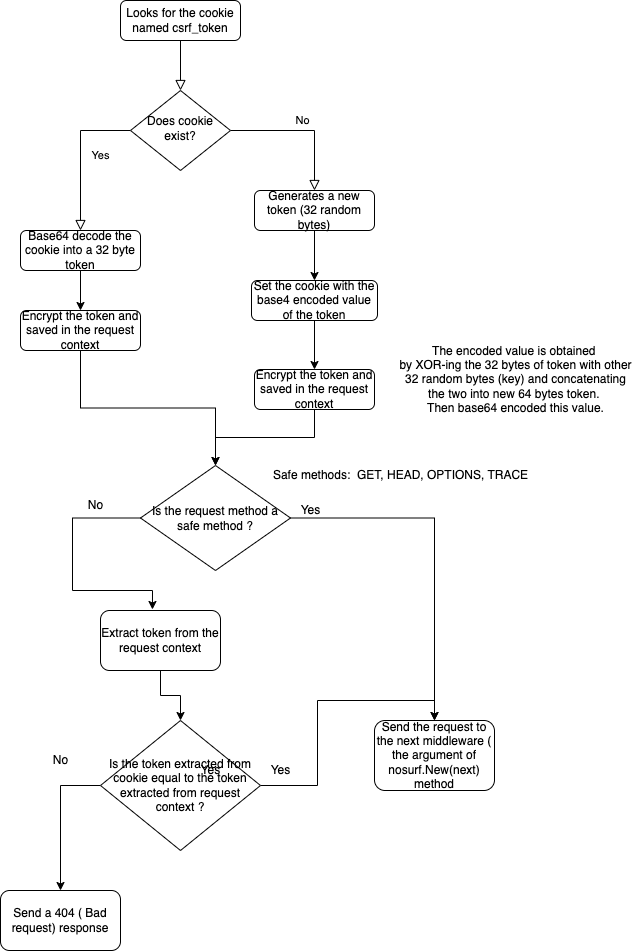 Looks for the cookie
named csrf_token
Does cookie
exist?
No
Yes
Generates a new
token (32 random
bytes)
Base64 decode the
cookie into a 32 byte
token
Set the cookie with the
base4 encoded value
of the token
Encrypt the token and
saved in the request
context
Encrypt the token and
saved in the request
context
The encoded value is obtained
by XOR-ing the 32 bytes of token with other
32 random bytes (key) and concatenating
the two into new 64 bytes token.
Then base64 encoded this value.
Safe methods: GET, HEAD, OPTIONS, TRACE
No
Is the request method a
safe method ?
Yes
Extract token from the
request context
Send the request to
the next middleware (
the argument of
nosurf.New(next)
method
No
Is the token extracted from
cookie equal to the token
extracted from request
context ?
Yes
Yes
Send a 404 ( Bad
request) response